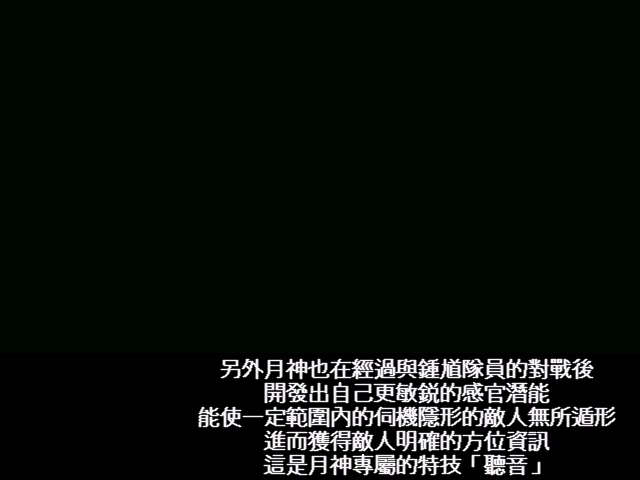 另外月神也在經過與鍾馗隊員的對戰後
開發出自己更敏銳的感官潛能
能使一定範圍內的伺機隱形的敵人無所遁形
進而獲得敵人明確的方位資訊
這是月神專屬的特技「聽音」